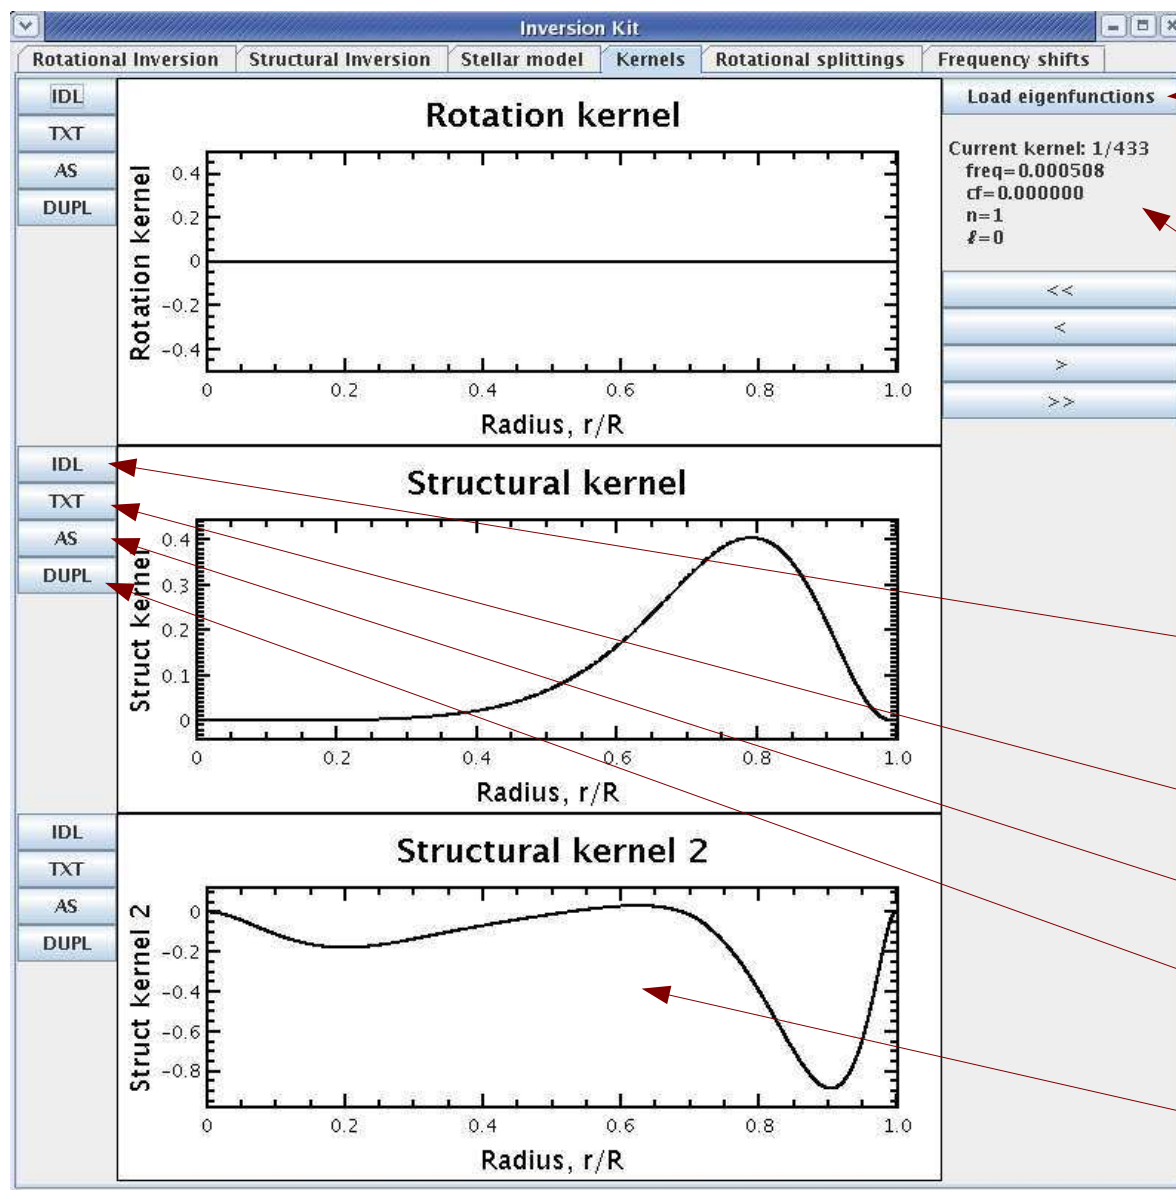 Inversion Kit
Rotational Inversion Structural Inversion Stellar model Kernels Rotational splittings Frequency shifts
IDL
TXT
AS
DUPL
Rotation kernel
Rotation kernel
0.4
0.2
0
−0.2
−0.4
0 0.2 0.4 0.6 0.8 1.0
Radius, r/R
Load eigenfunctions
Current kernel: 1/433
freq=0.000508
cf=0.000000
n=1
ℓ=0
<<
<
>
>>
IDL
TXT
AS
DUPL
Structural kernel
Struct kernel
0.4
0.3
0.2
0.1
0
0 0.2 0.4 0.6 0.8 1.0
Radius, r/R
IDL
TXT
AS
DUPL
Structural kernel 2
Struct kernel 2
0
−0.2
−0.4
−0.6
−0.8
0 0.2 0.4 0.6 0.8 1.0
Radius, r/R